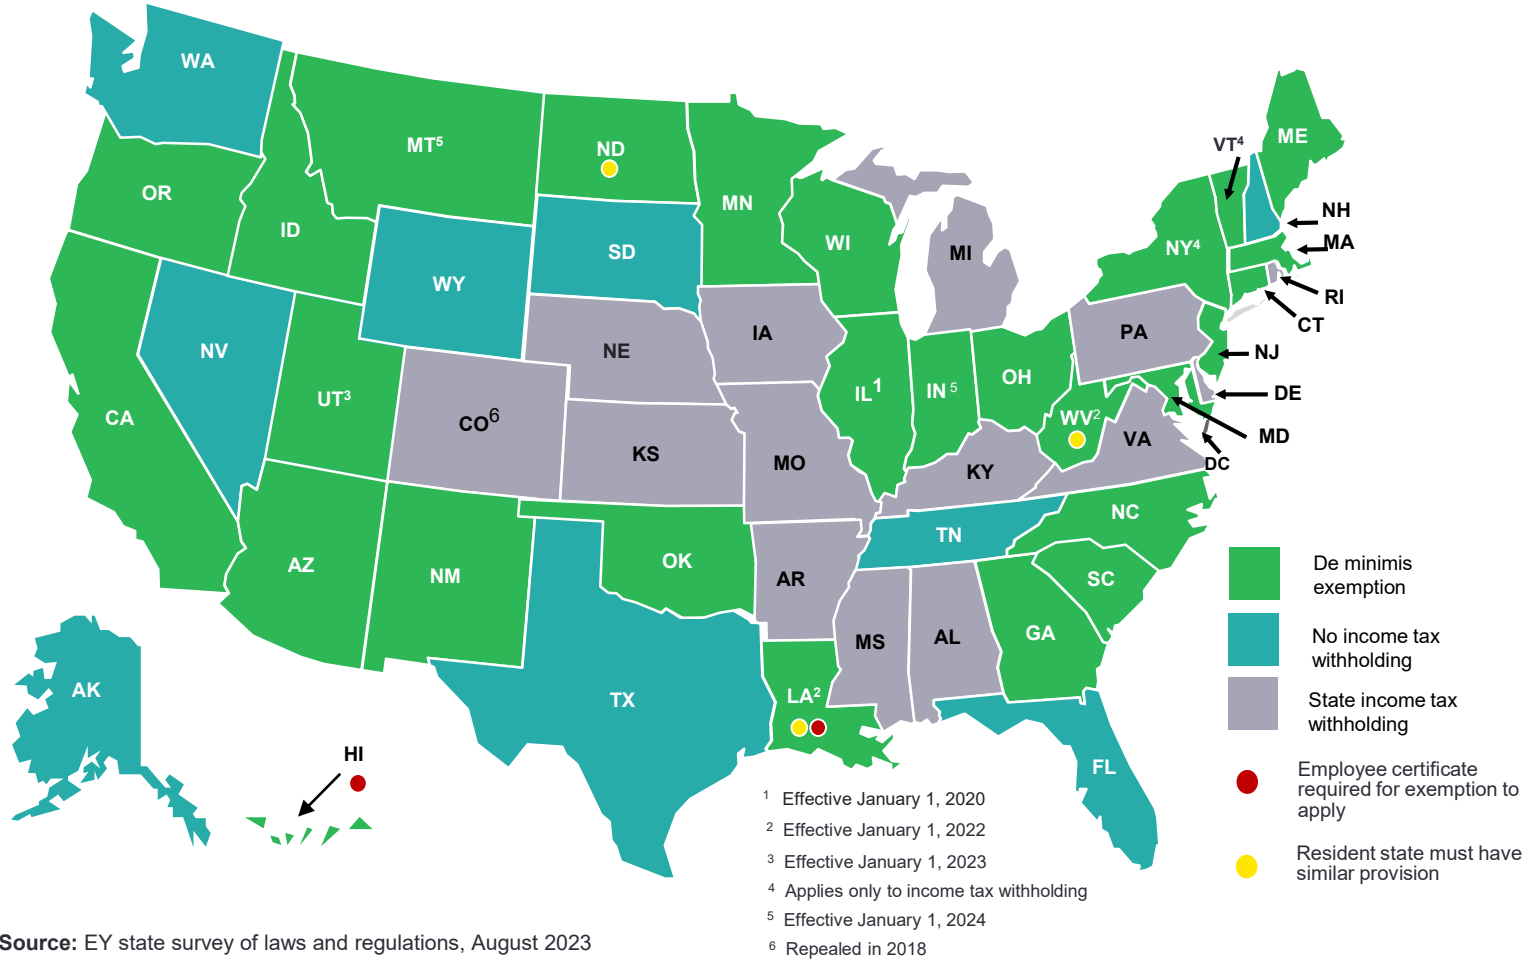 WA
VT4
ME
MT5
ND
OR
MN
ID
NH
WI
NY4
MA
SD
MI
WY
RI
CT
IA
PA
NV
NE
NJ
UT3
IL1
IN 5
OH
DE
CA
CO6
WV2
MD
VA
KS
DC
MO
KY
NC
TN
OK
AZ
NM
AR
SC
GA
MS
AL
AK
LA2
TX
HI
FL
De minimis
exemption
No income tax
withholding
State income tax
withholding
Employee certificate
required for exemption to
apply
Resident state must have
similar provision
1 Effective January 1, 2020
2 Effective January 1, 2022
3 Effective January 1, 2023
4 Applies only to income tax withholding
5 Effective January 1, 2024
6 Repealed in 2018
Source: EY state survey of laws and regulations, August 2023